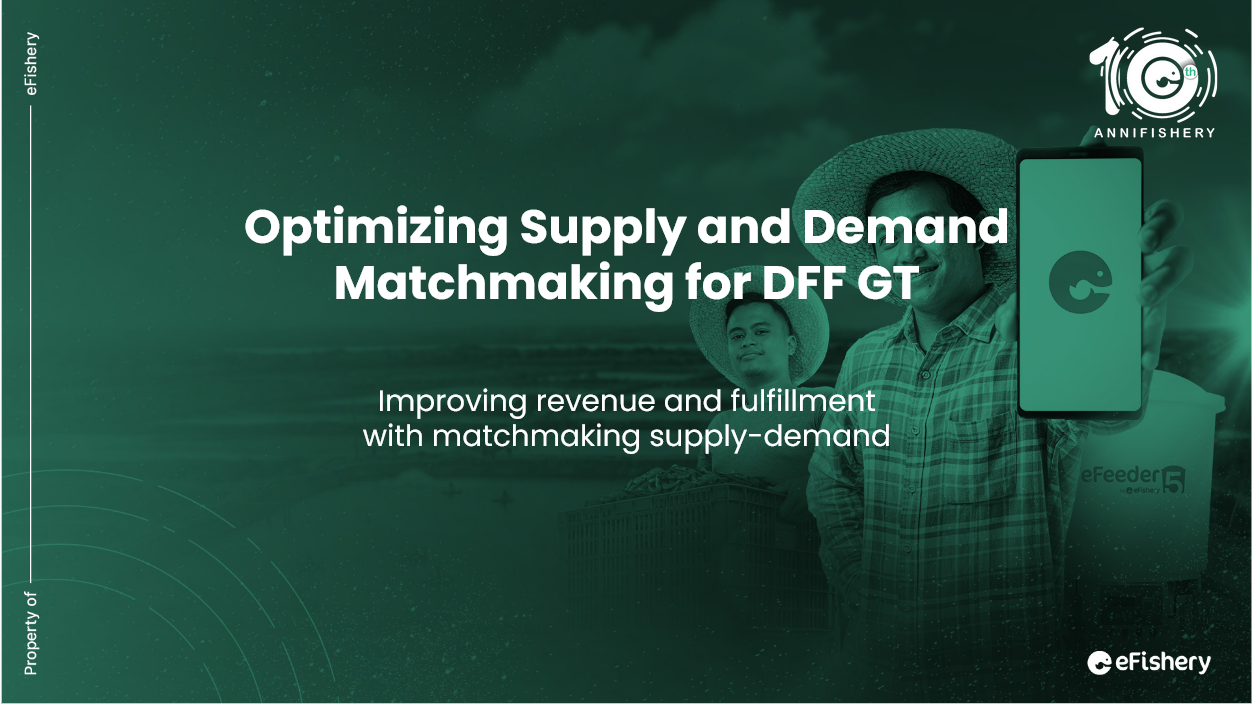 eFishery
Property of
10th
ANNIFISHERY
Optimizing Supply and Demand
Matchmaking for DFF GT
Improving revenue and fulfillment
with matchmaking supply-demand
eFeeder 5
by eFishery
eFishery